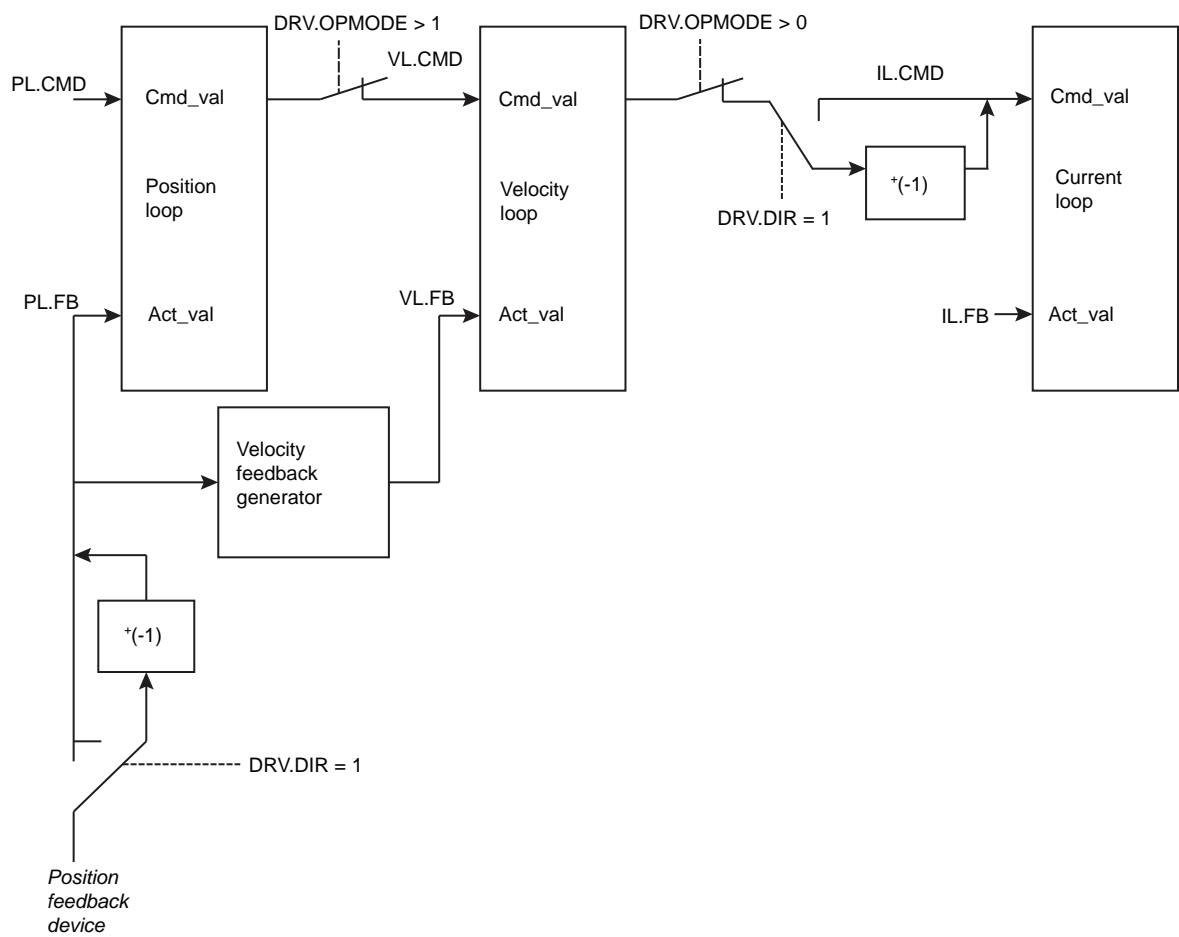 DRV.OPMODE > 1
DRV.OPMODE > 0
PL.CMD
VL.CMD
IL.CMD
Cmd_val
Cmd_val
Cmd_val
Position
loop
Velocity
loop
+(-1)
Current
loop
DRV.DIR = 1
PL.FB
VL.FB
IL.FB
Act_val
Act_val
Act_val
Velocity
feedback
generator
+(-1)
DRV.DIR = 1
Position
feedback
device